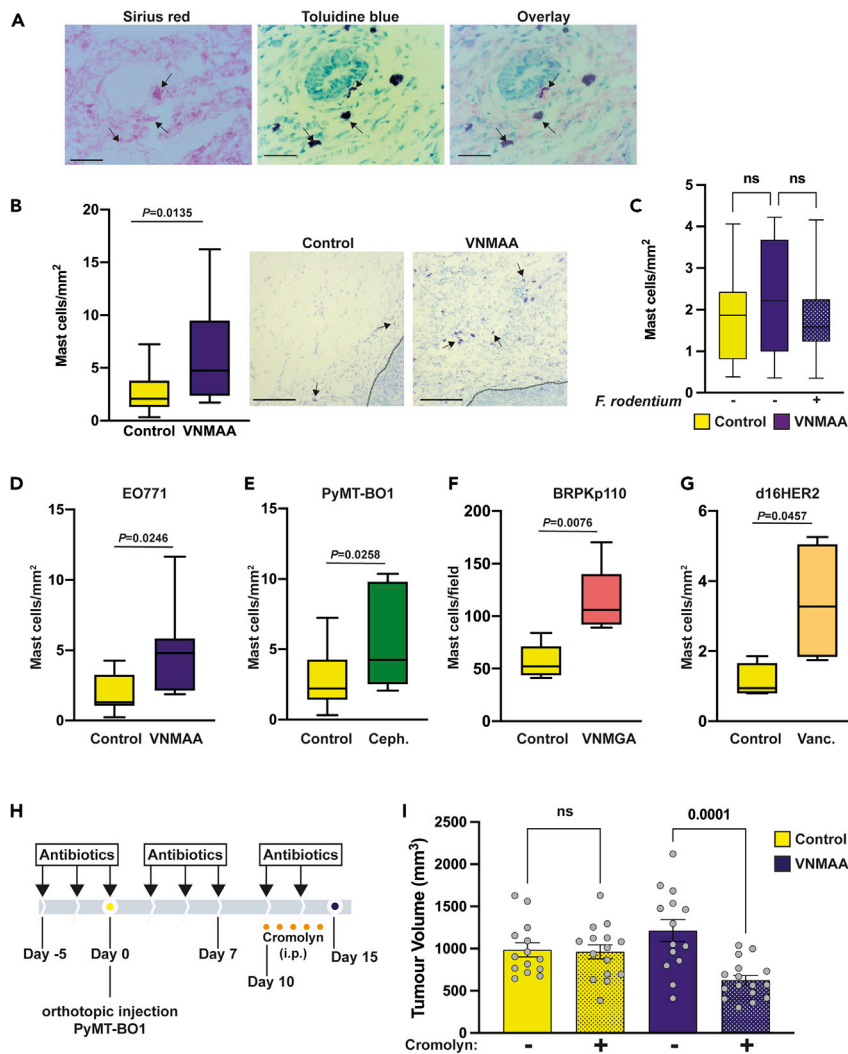 A
Sirius red
Toluidine blue
Overlay
B
Mast cells/mm²
20
15
10
5
0
P=0.0135
Control
VNMAA
Control
VNMAA
C
Mast cells/mm²
5
4
3
2
1
0
ns
ns
F. rodentium
-
-
+
Control
VNMAA
D
EO771
Mast cells/mm²
15
10
5
0
P=0.0246
Control
VNMAA
E
PyMT-BO1
Mast cells/mm²
15
10
5
0
P=0.0258
Control
Ceph.
F
BRPKp110
Mast cells/field
200
150
100
50
0
P=0.0076
Control
VNMGA
G
d16HER2
Mast cells/mm²
6
4
2
0
P=0.0457
Control
Vanc.
H
Antibiotics
Antibiotics
Antibiotics
Day -5
Day 0
Day 7
Day 10
Cromolyn
(i.p.)
Day 15
orthotopic injection
PyMT-BO1
I
Tumour Volume (mm³)
2500
2000
1500
1000
500
0
ns
0.0001
Control
VNMAA
Cromolyn:
-
+
-
+